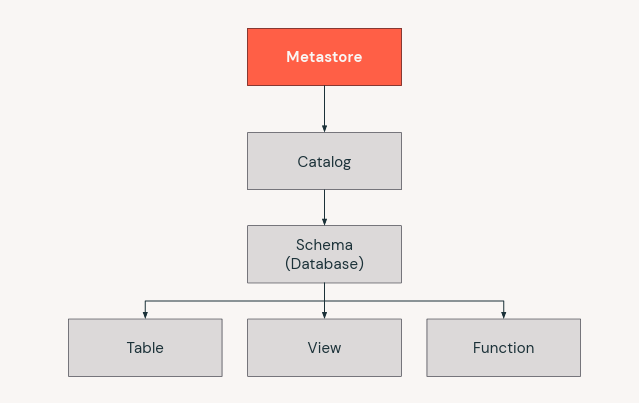 Metastore
Catalog
Schema
(Database)
Table
View
Function